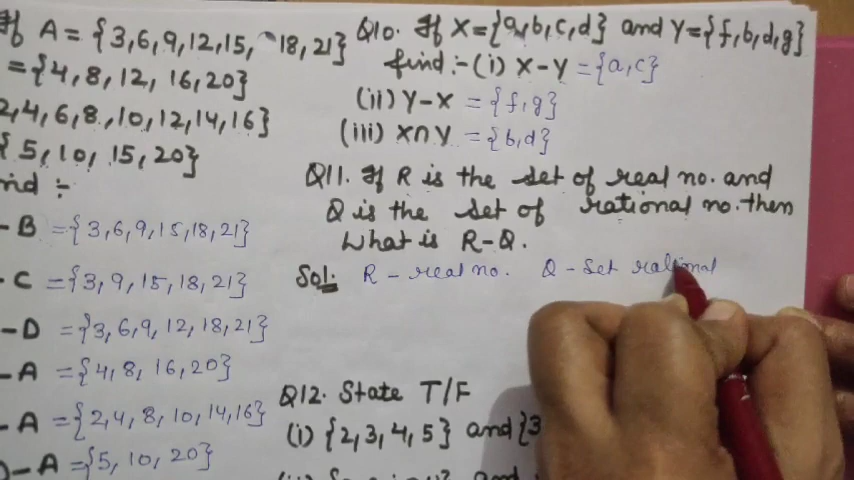 If A = {3,6,9,12,15, 18,21}
= {4,8,12, 16,20}
2,4,6,8,10,12,14,16}
{5,10, 15,20}
ind :-
- B = {3,6,9,15,18,21}
- C = {3,9,15,18,21}
- D = {3,6,9,12,18,21}
- A = {4,8,16,20}
- A = {2,4,8,10,14,16}
D - A = {5,10,20}
Q10. If X = {a,b,c,d} and Y = {f,b,d,g}
find :- (i) X-Y = {a,c}
(ii) Y-X = {f,g}
(iii) X∩Y = {b,d}
Q11. If R is the set of real no. and
Q is the set of rational no. then
What is R-Q.
Sol. R - real no. Q - Set rational
Q12. State T/F
(i) {2,3,4,5} and {3